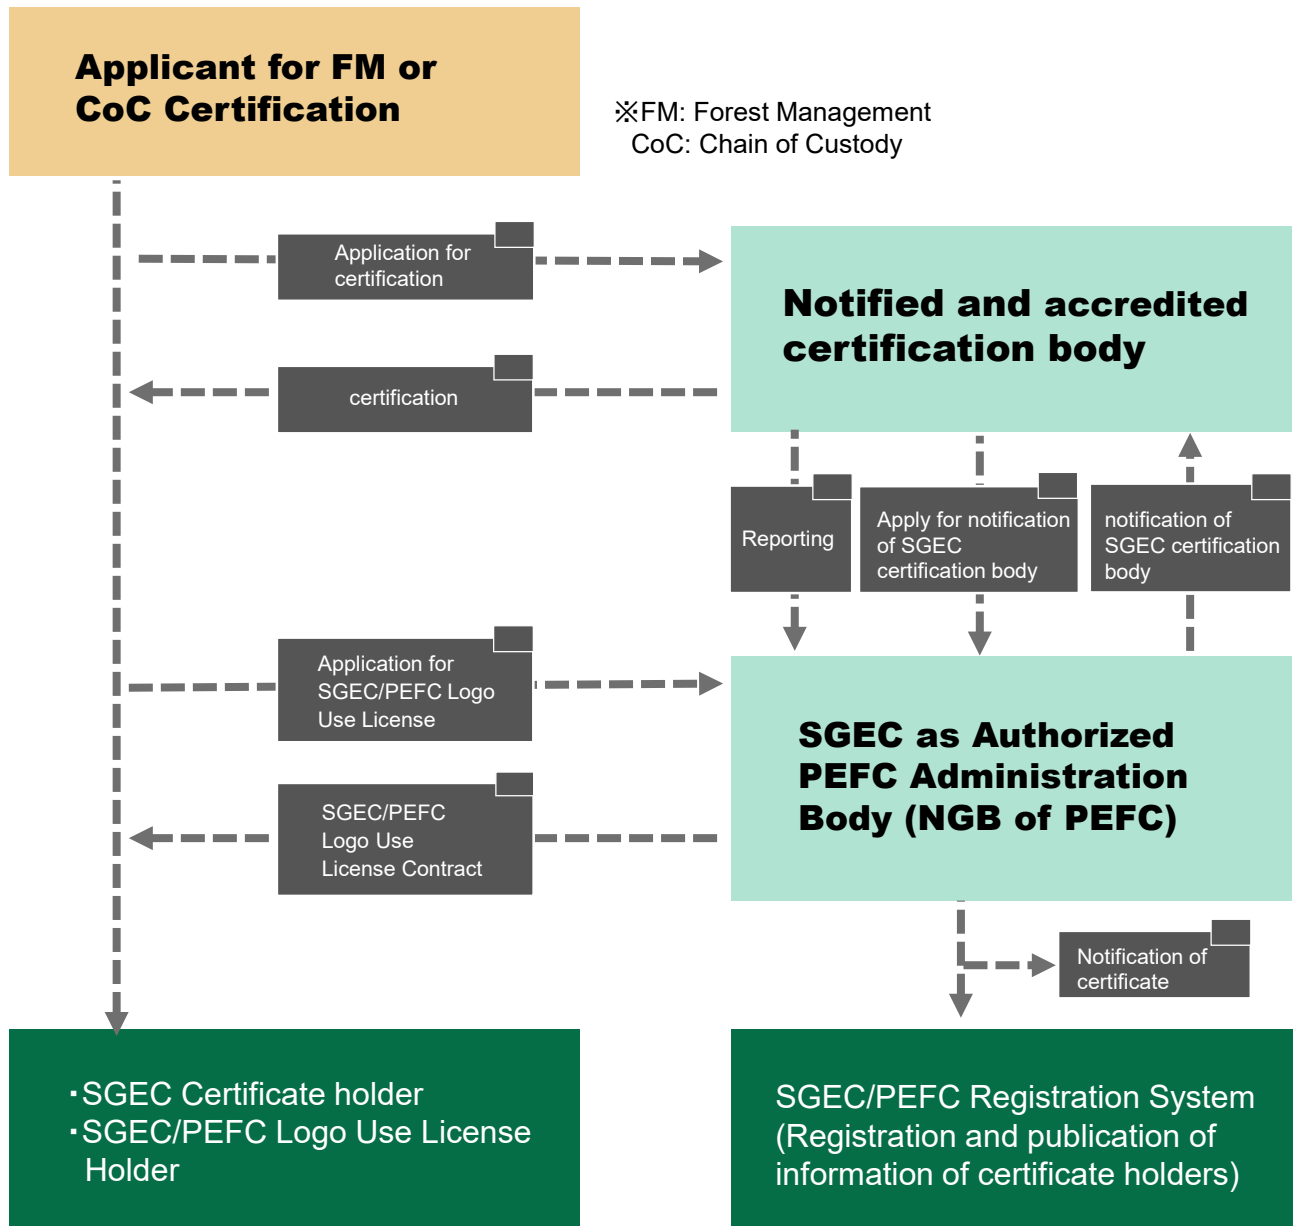 Applicant for FM or
CoC Certification
※FM: Forest Management
CoC: Chain of Custody
Application for
certification
Notified and accredited
certification body
certification
Reporting
Apply for notification
of SGEC
certification body
notification of
SGEC certification
body
Application for
SGEC/PEFC Logo
Use License
SGEC as Authorized
PEFC Administration
Body (NGB of PEFC)
SGEC/PEFC
Logo Use
License Contract
Notification of
certificate
・SGEC Certificate holder
・SGEC/PEFC Logo Use License
Holder
SGEC/PEFC Registration System
(Registration and publication of
information of certificate holders)